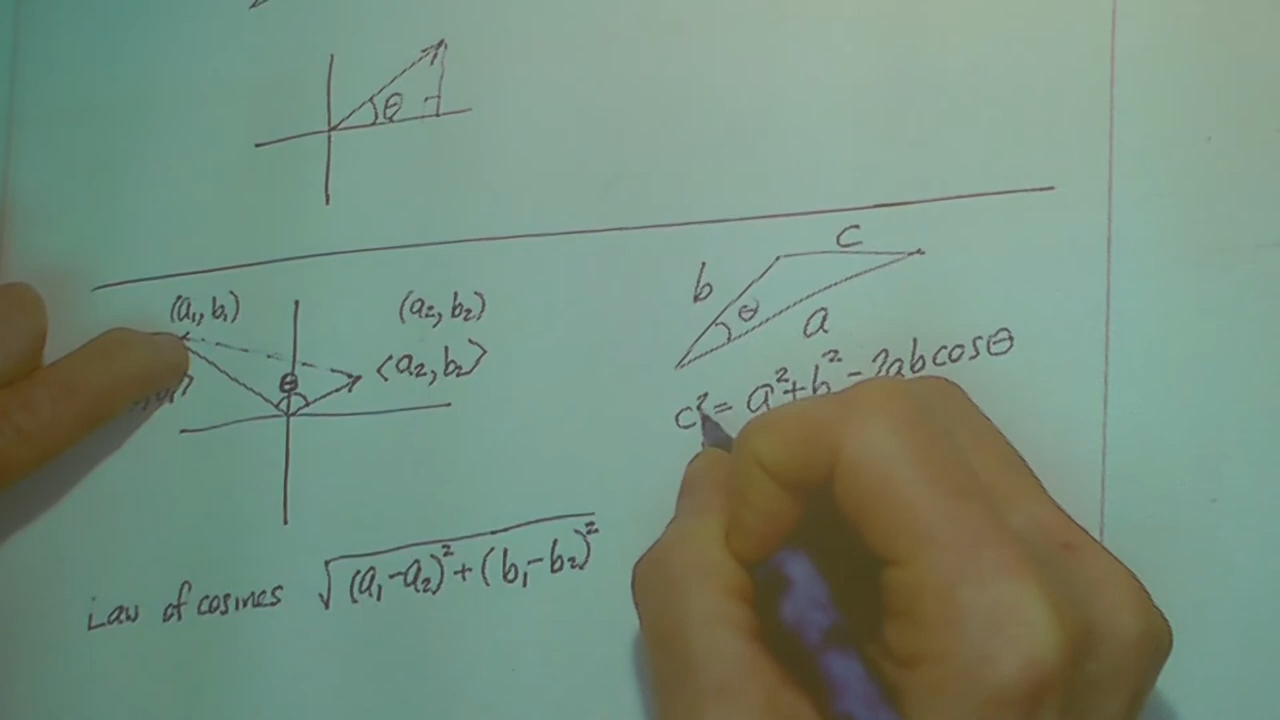 θ
c
(a₁, b₁) (a₂, b₂)
b θ
⟨a₂, b₂⟩
a
θ
c² = a² + b² - 2ab cos θ
Law of cosines √(a₁-a₂)² + (b₁-b₂)²